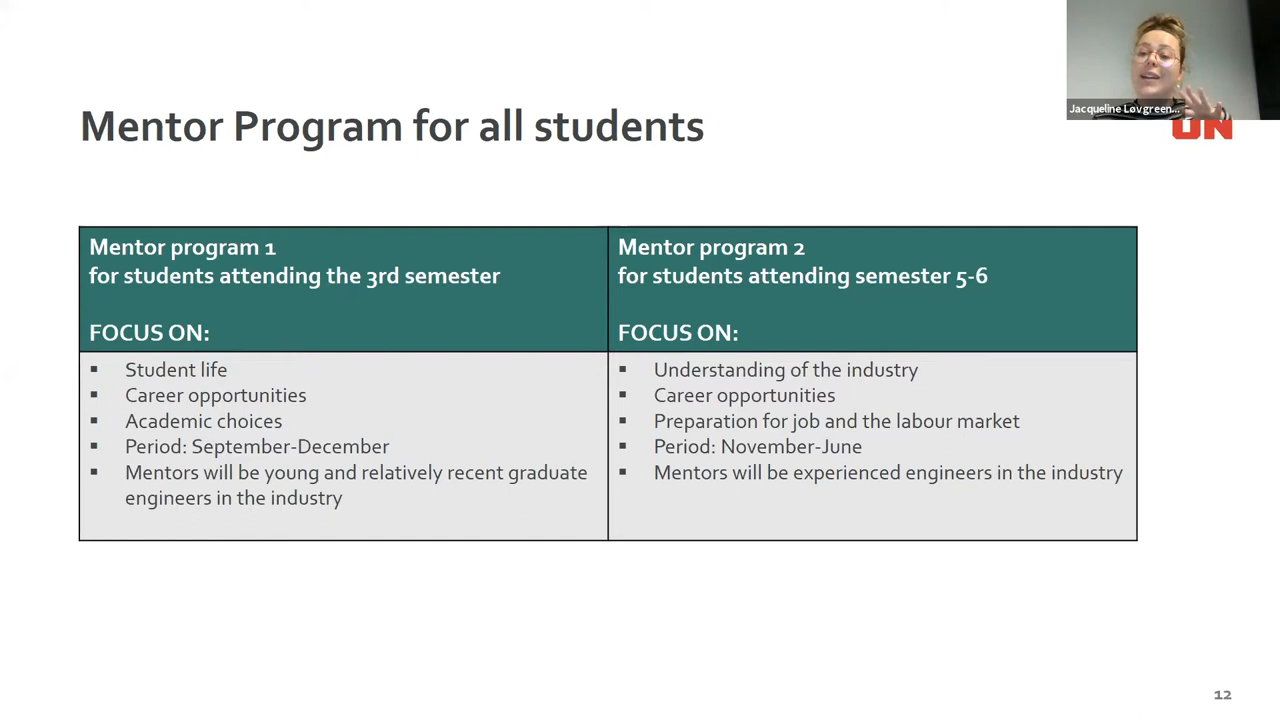 Jacqueline Løvgreen...
Mentor Program for all students
Mentor program 1
for students attending the 3rd semester
FOCUS ON:
▪ Student life
▪ Career opportunities
▪ Academic choices
▪ Period: September-December
▪ Mentors will be young and relatively recent graduate
engineers in the industry
Mentor program 2
for students attending semester 5-6
FOCUS ON:
▪ Understanding of the industry
▪ Career opportunities
▪ Preparation for job and the labour market
▪ Period: November-June
▪ Mentors will be experienced engineers in the industry
12